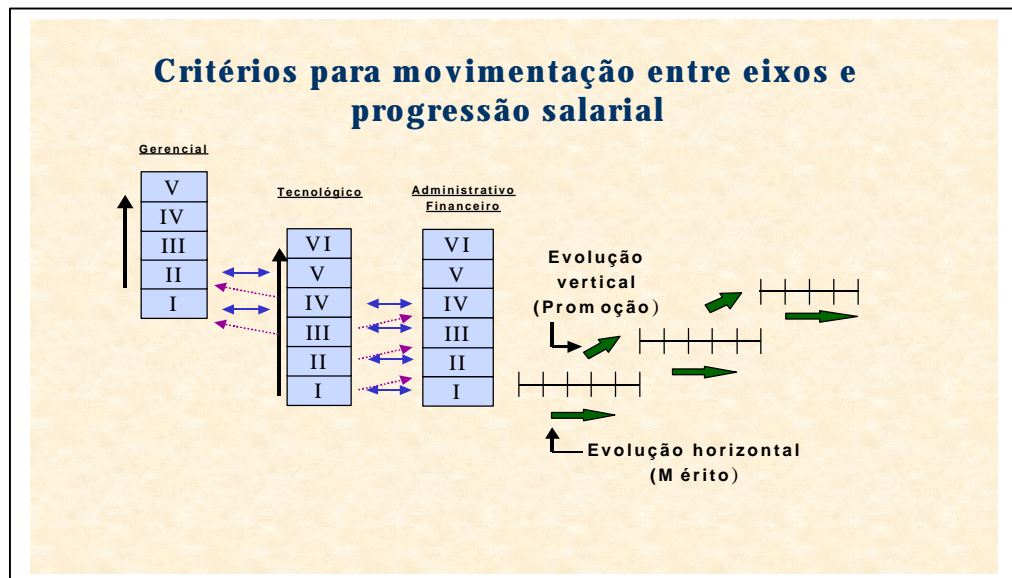 Critérios para movimentação entre eixos e
progressão salarial
Gerencial
V
IV
III
II
I
Tecnológico
VI
V
IV
III
II
I
Administrativo
Financeiro
VI
V
IV
III
II
I
Evolução
vertical
(Promoção)
Evolução horizontal
(Mérito)